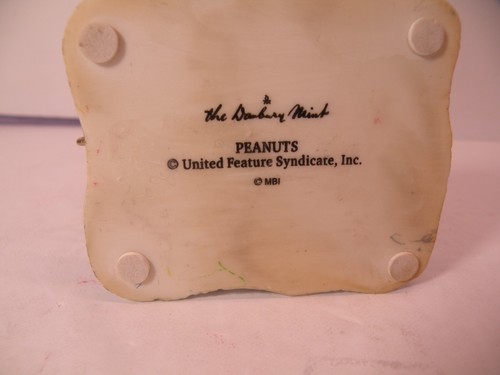 the Danbury Mint
PEANUTS
© United Feature Syndicate, Inc.
© MBI